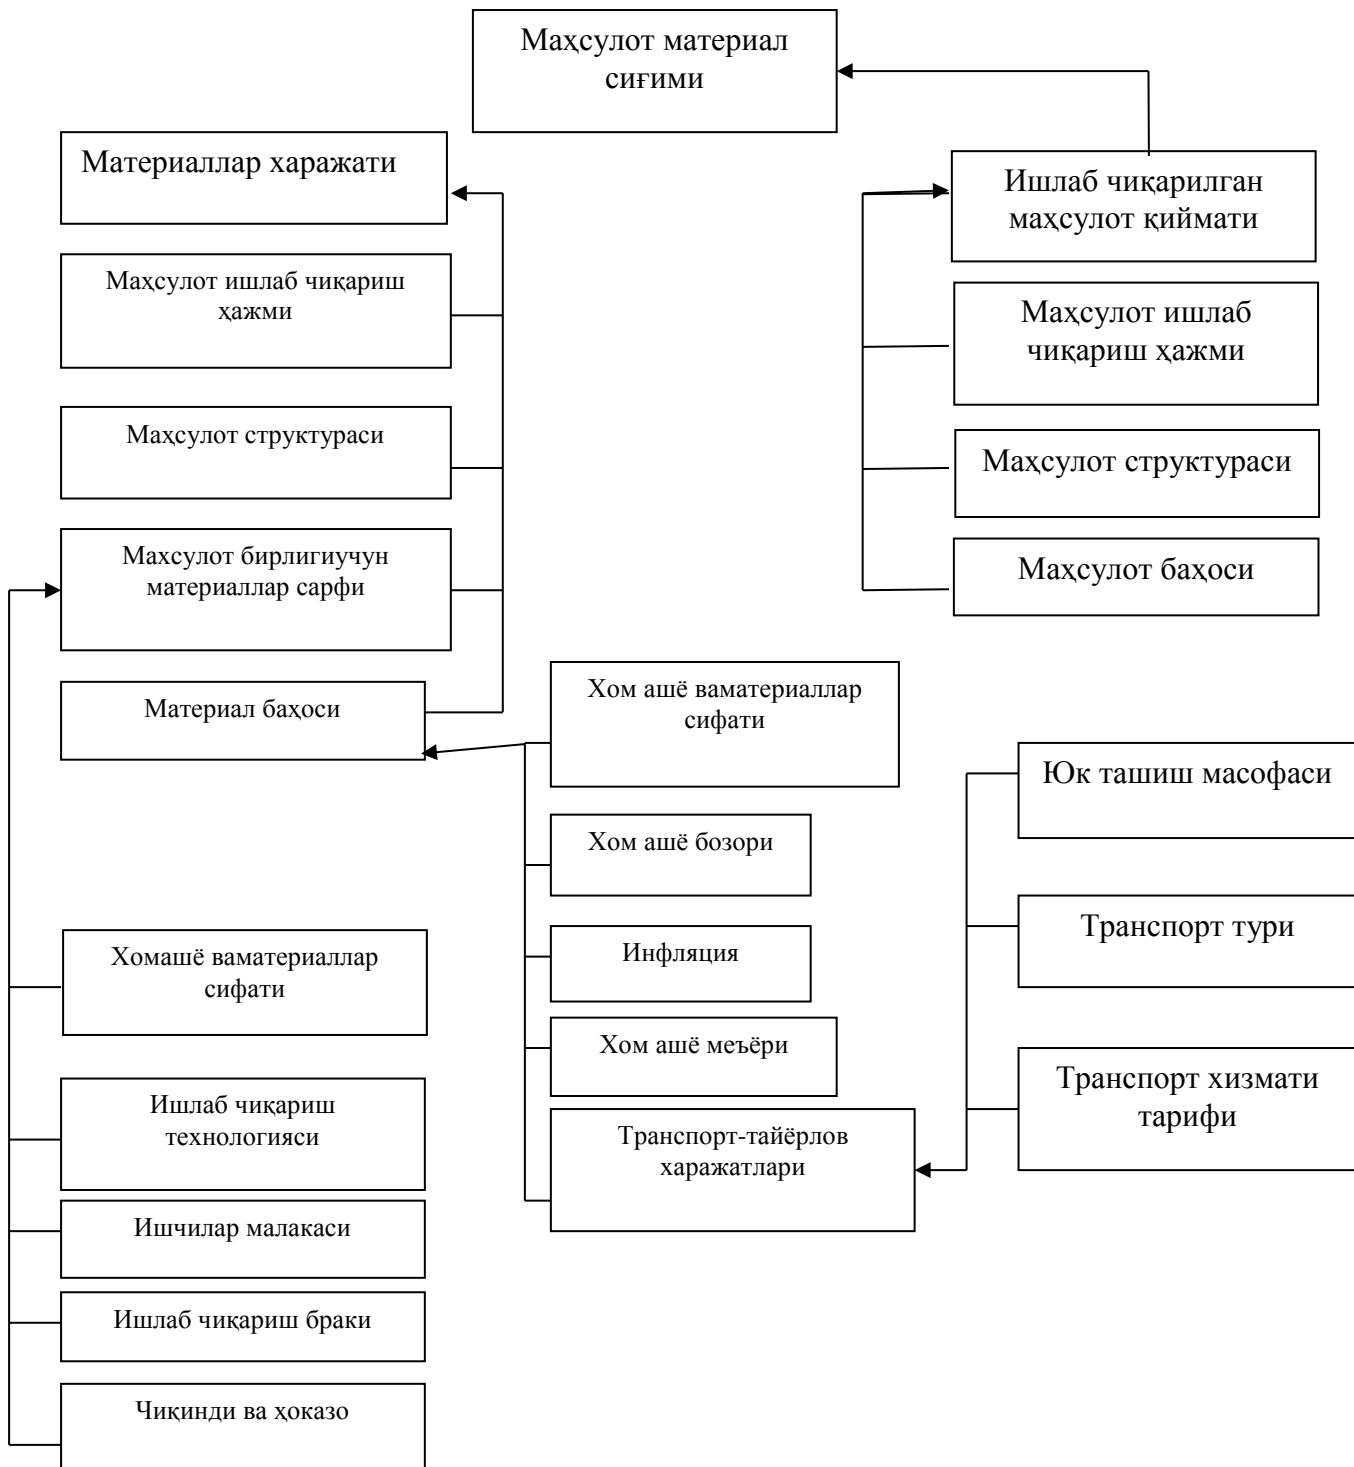 Маҳсулот материал
сиғими
Материаллар харажати
Ишлаб чиқарилган
маҳсулот қиймати
Маҳсулот ишлаб чиқариш
ҳажми
Маҳсулот ишлаб
чиқариш ҳажми
Маҳсулот структураси
Маҳсулот структураси
Махсулот бирлигиучун
материаллар сарфи
Маҳсулот баҳоси
Материал баҳоси
Хом ашё ваматериаллар
сифати
Юк ташиш масофаси
Хом ашё бозори
Транспорт тури
Хомашё ваматериаллар
сифати
Инфляция
Хом ашё меъёри
Транспорт хизмати
тарифи
Ишлаб чиқариш
технологияси
Транспорт-тайёрлов
харажатлари
Ишчилар малакаси
Ишлаб чиқариш браки
Чиқинди ва ҳоказо